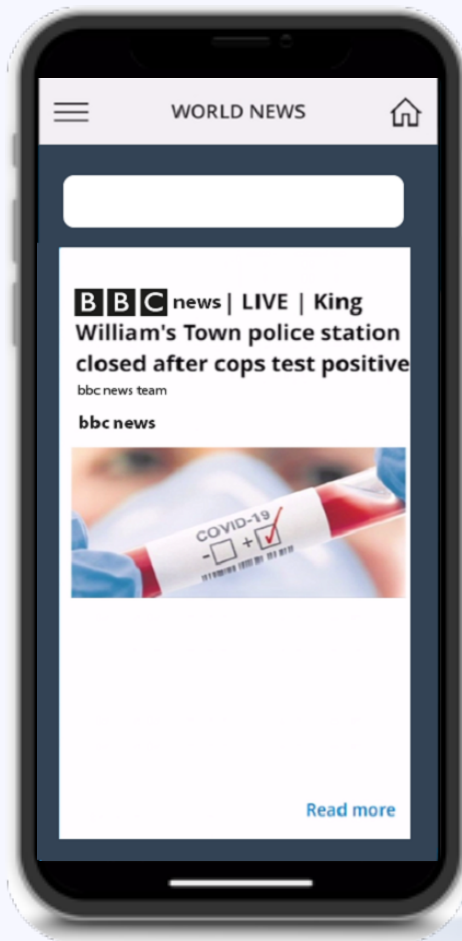 WORLD NEWS
BBC news | LIVE | King
William's Town police station
closed after cops test positive
bbc news team
bbc news
COVID-19
- +
Read more